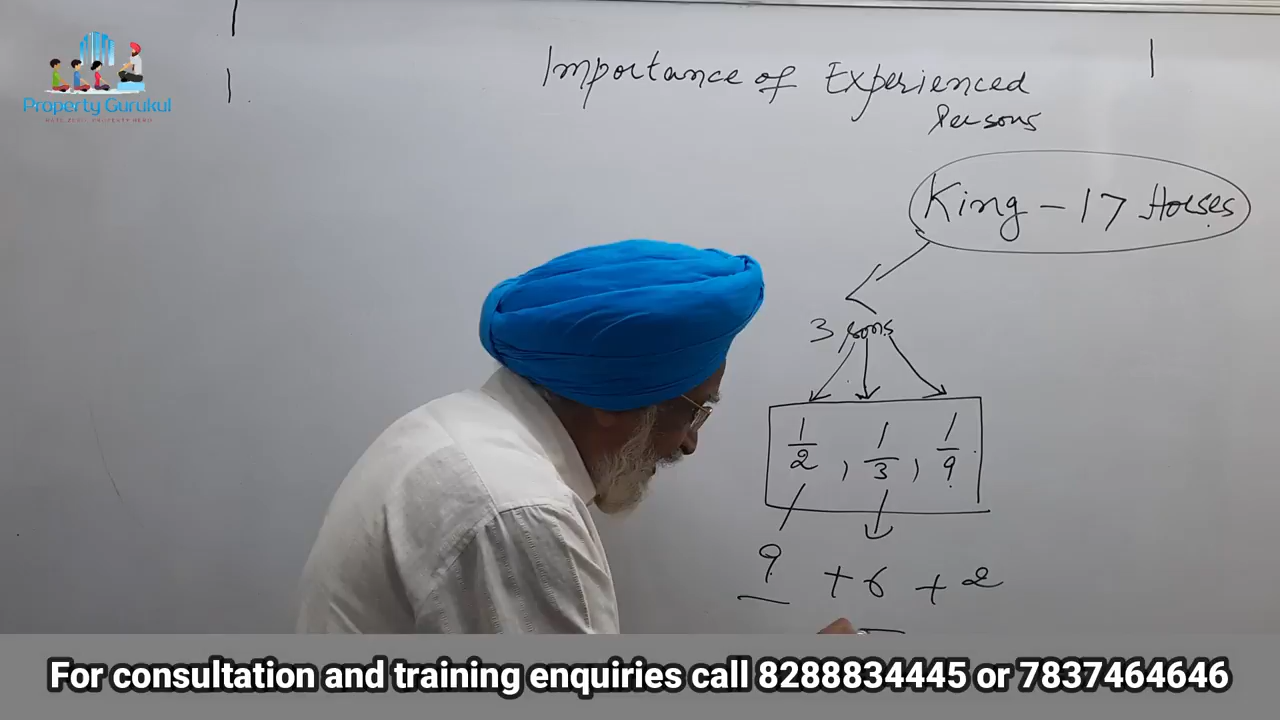 Property Gurukul
Importance of Experienced
Persons
King - 17 Horses
3 sons
1/2, 1/3, 1/9
9 + 6 + 2
For consultation and training enquiries call 8288834445 or 7837464646